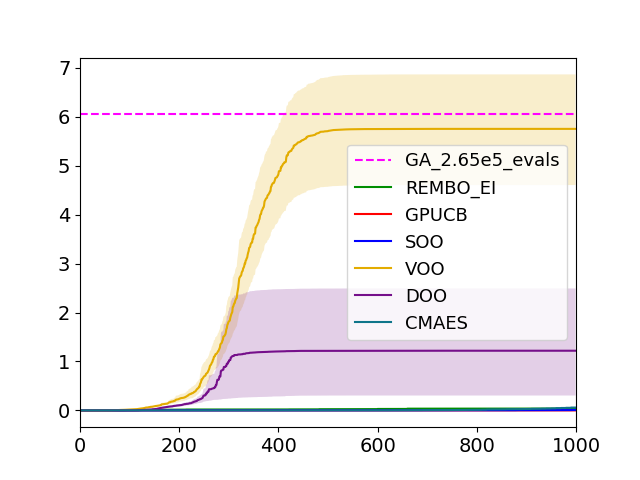 7
6
5
4
3
2
1
0
0 200 400 600 800 1000
GA_2.65e5_evals
REMBO_EI
GPUCB
SOO
VOO
DOO
CMAES